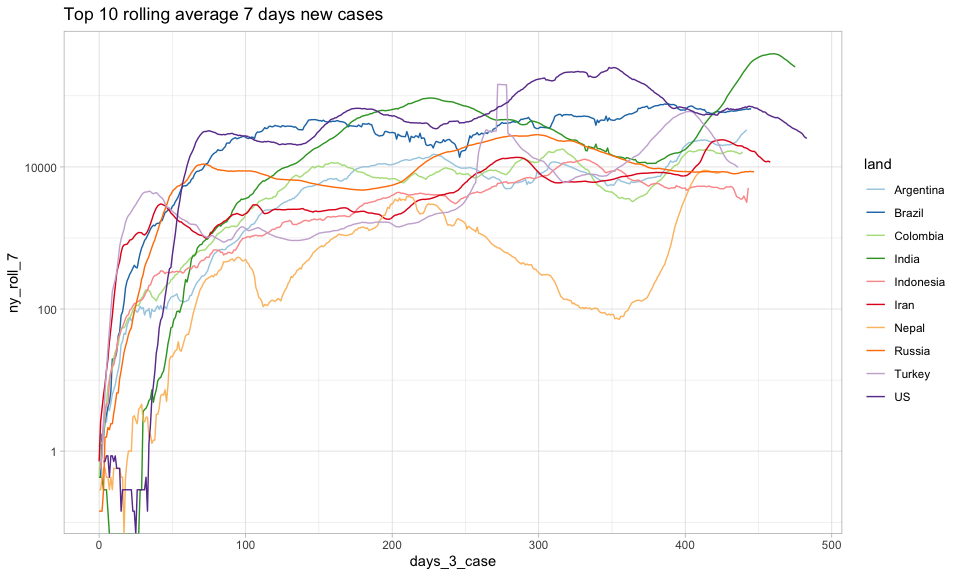 Top 10 rolling average 7 days new cases
ny_roll_7
10000
100
1
0
100
200
300
400
500
days_3_case
land
Argentina
Brazil
Colombia
India
Indonesia
Iran
Nepal
Russia
Turkey
US